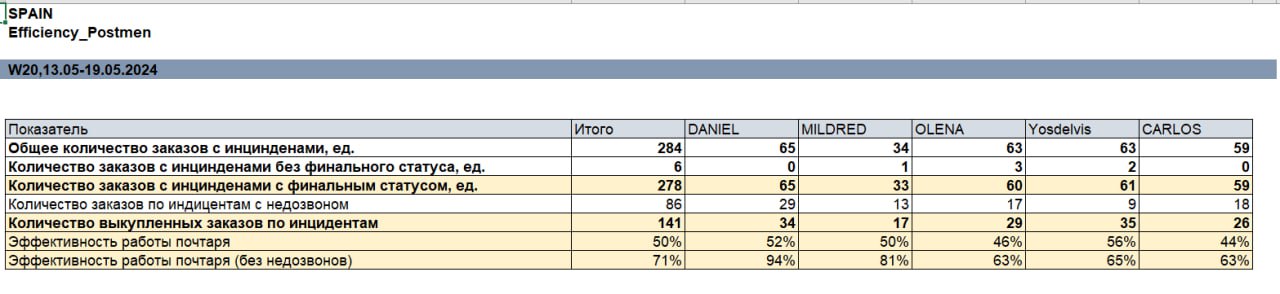 SPAIN
Efficiency_Postmen
W20,13.05-19.05.2024
Показатель Итого DANIEL MILDRED OLENA Yosdelvis CARLOS
Общее количество заказов с инцинденами, ед. 284 65 34 63 63 59
Количество заказов с инцинденами без финального статуса, ед. 6 0 1 3 2 0
Количество заказов с инцинденами с финальным статусом, ед. 278 65 33 60 61 59
Количество заказов по индицентам с недозвоном 86 29 13 17 9 18
Количество выкупленных заказов по инцидентам 141 34 17 29 35 26
Эффективность работы почтаря 50% 52% 50% 46% 56% 44%
Эффективность работы почтаря (без недозвонов) 71% 94% 81% 63% 65% 63%